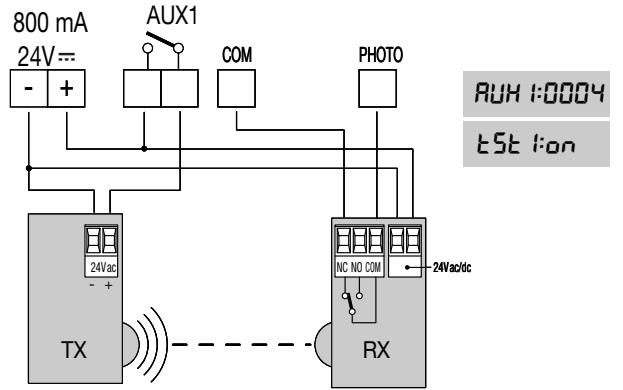 800 mA
24V
- +
AUX1
COM
PHOTO
AUX 1:0004
tSt 1:on
24Vac
- +
TX
NC NO COM
24Vac/dc
RX